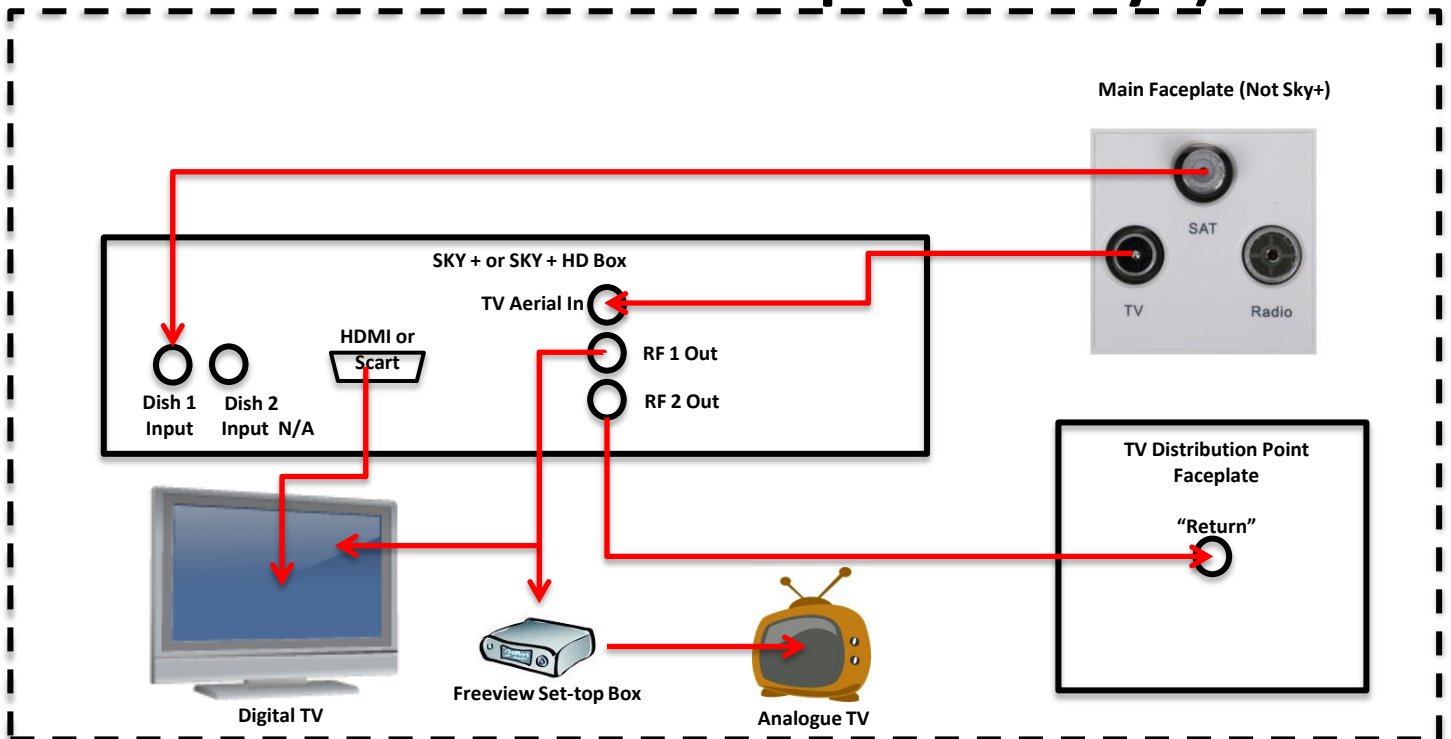 Main Faceplate (Not Sky+)
SAT
TV
Radio
SKY + or SKY + HD Box
TV Aerial In
HDMI or
Scart
RF 1 Out
RF 2 Out
Dish 1
Input
Dish 2
Input N/A
TV Distribution Point
Faceplate
“Return”
Digital TV
Freeview Set-top Box
Analogue TV